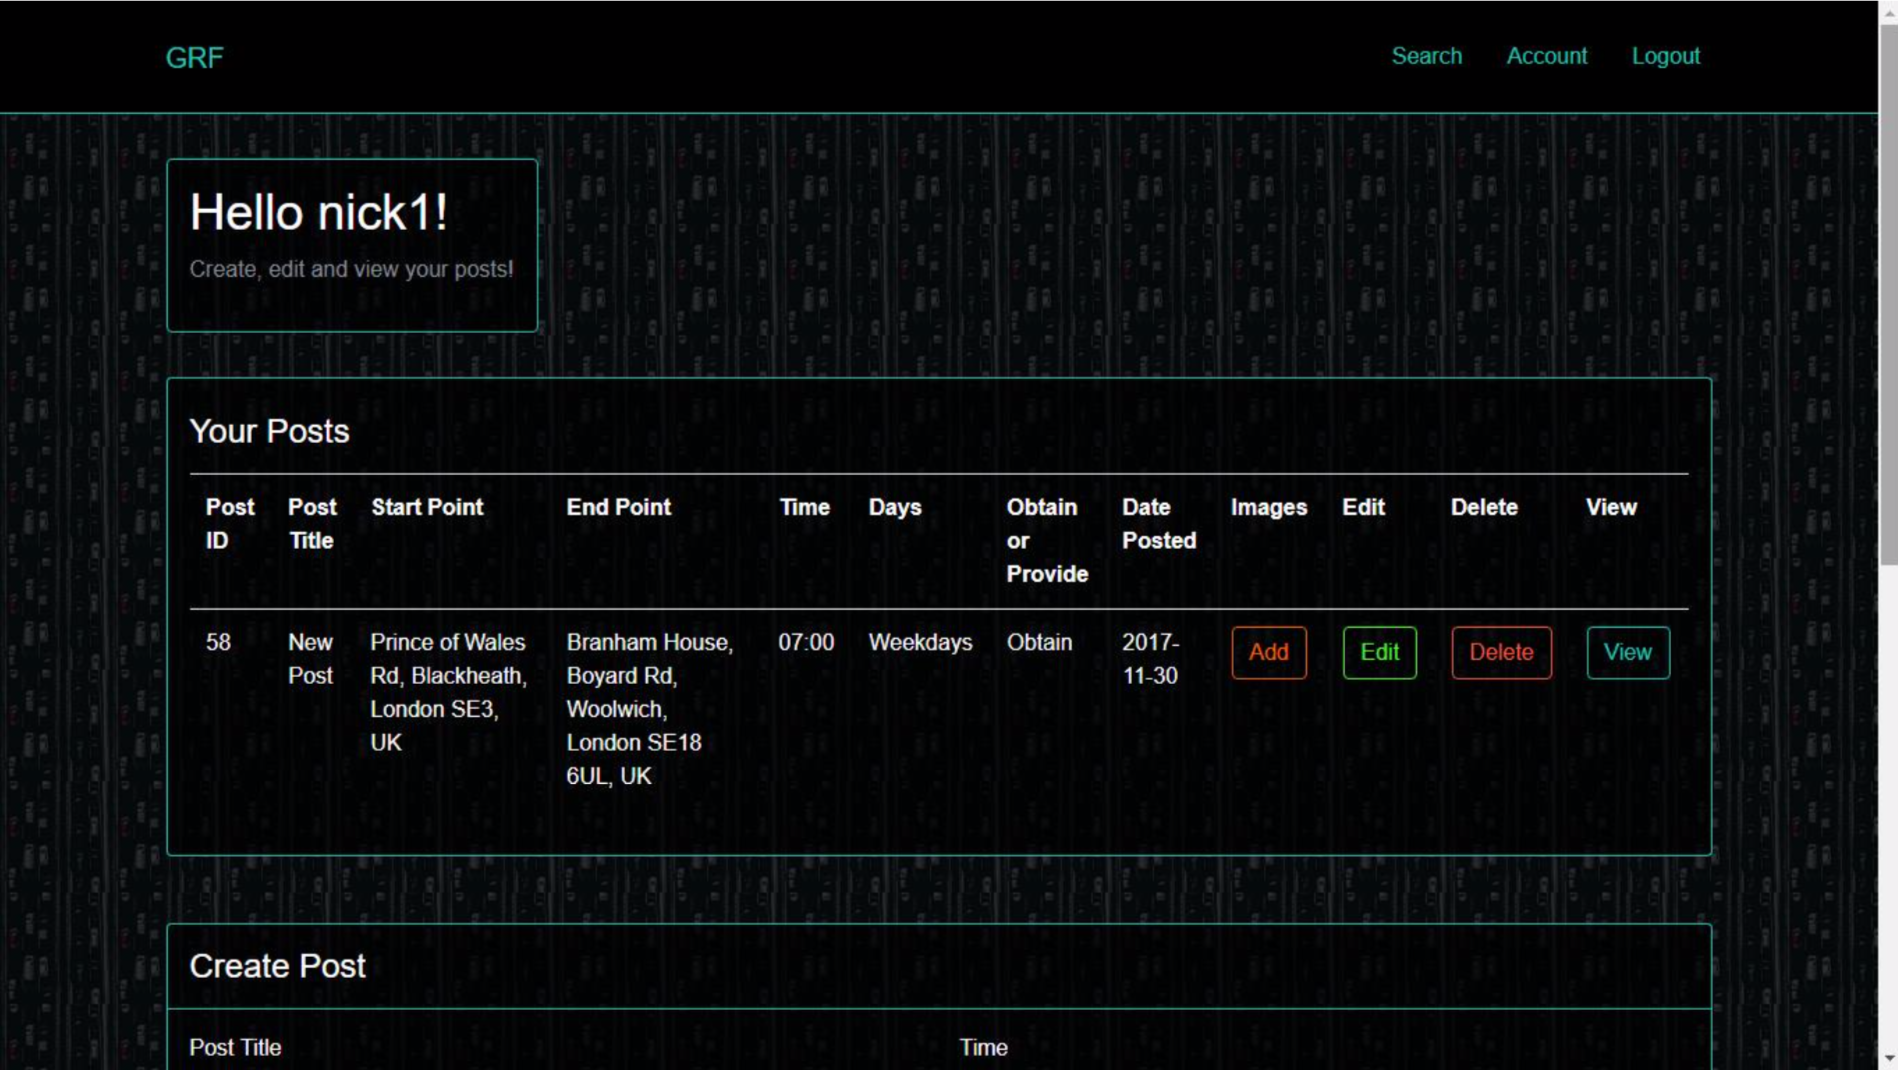 GRF
Search Account Logout
Hello nick1!
Create, edit and view your posts!
Your Posts
Post ID
Post Title
Start Point
End Point
Time
Days
Obtain or Provide
Date Posted
Images
Edit
Delete
View
58
New
Post
Prince of Wales
Rd, Blackheath,
London SE3,
UK
Branham House,
Boyard Rd,
Woolwich,
London SE18
6UL, UK
07:00
Weekdays
Obtain
2017-
11-30
Add
Edit
Delete
View
Create Post
Post Title
Time